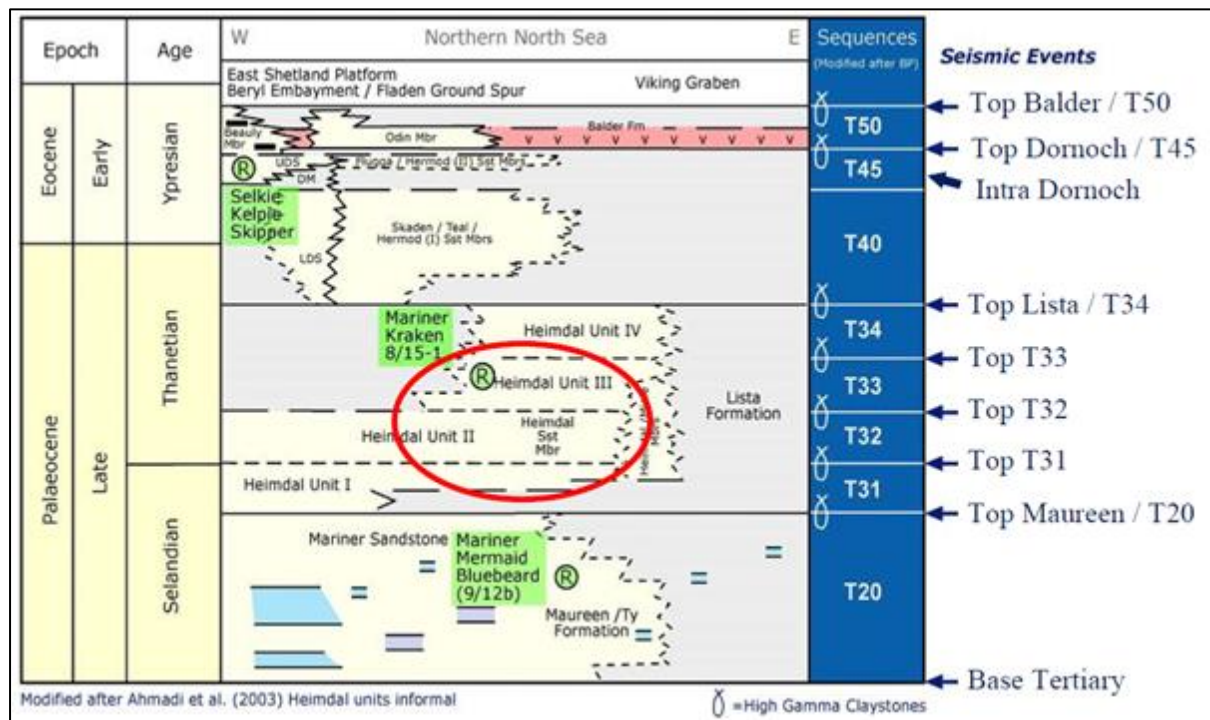 Epoch
Age
W
Northern North Sea
E
Sequences
(Modified after BP)
Seismic Events
East Shetland Platform
Beryl Embayment / Fladen Ground Spur
Viking Graben
Eocene
Early
Ypresian
Palaeocene
Late
Thanetian
Selandian
Beauly
Mbr
Odin Mbr
Balder Fm
v v v v v v v v
UDS
DM
Hermod (II) Sst Mbrs
R
Selkie
Kelpie
Skipper
LDS
Skaden / Teal /
Hermod (I) Sst Mbrs
Mariner
Kraken
8/15-1
Heimdal Unit IV
R
Heimdal Unit III
Heimdal Unit II
Heimdal
Sst
Mbr
Lista
Formation
Heimdal Unit I
Mariner Sandstone
Mariner
Mermaid
Bluebeard
(9/12b)
R
Maureen /Ty
Formation
T50
T45
T40
T34
T33
T32
T31
T20
Top Balder / T50
Top Dornoch / T45
Intra Dornoch
Top Lista / T34
Top T33
Top T32
Top T31
Top Maureen / T20
Base Tertiary
Modified after Ahmadi et al. (2003) Heimdal units informal
=High Gamma Claystones